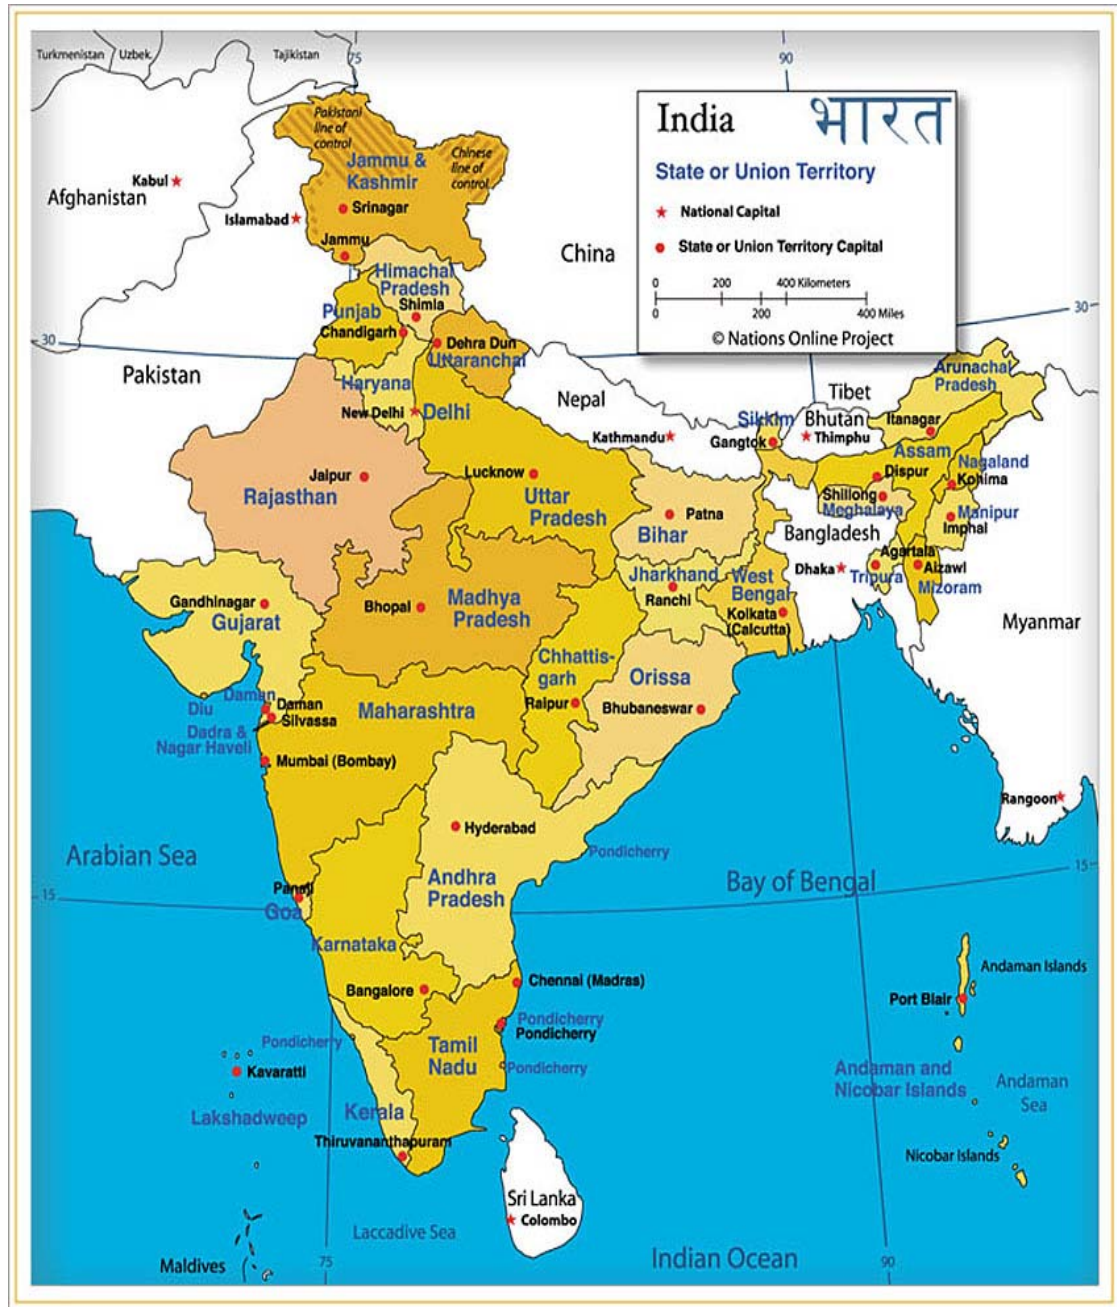 Turkmenistan
Uzbek.
Tajikistan
75
90
Pakistani
line of
control
Chinese
line of
control
Jammu &
Kashmir
Srinagar
Jammu
Kabul
Afghanistan
Islamabad
China
India भारत
State or Union Territory
National Capital
State or Union Territory Capital
0 200 400 Kilometers
0 200 400 Miles
© Nations Online Project
Himachal
Pradesh
Shimla
Punjab
Chandigarh
30
30
Dehra Dun
Uttaranchal
Pakistan
Haryana
New Delhi
Delhi
Nepal
Kathmandu
Tibet
Bhutan
Thimphu
Sikkim
Gangtok
Arunachal
Pradesh
Itanagar
Assam
Dispur
Nagaland
Kohima
Shillong
Meghalaya
Manipur
Imphal
Bangladesh
Dhaka
Agartala
Tripura
Aizawl
Mizoram
Myanmar
Jaipur
Rajasthan
Lucknow
Uttar
Pradesh
Patna
Bihar
Jharkhand
Ranchi
West
Bengal
Kolkata
(Calcutta)
Gandhinagar
Gujarat
Bhopal
Madhya
Pradesh
Chhattis-
garh
Raipur
Orissa
Bhubaneswar
Daman
Diu
Daman
Silvassa
Dadra &
Nagar Haveli
Maharashtra
Mumbai (Bombay)
Hyderabad
Rangoon
Arabian Sea
Pondicherry
Andhra
Pradesh
Bay of Bengal
15
15
Panaji
Goa
Karnataka
Bangalore
Chennai (Madras)
Andaman Islands
Port Blair
Pondicherry
Pondicherry
Pondicherry
Tamil
Nadu
Pondicherry
Kavaratti
Lakshadweep
Kerala
Thiruvananthapuram
Andaman and
Nicobar Islands
Andaman
Sea
Nicobar Islands
Sri Lanka
Colombo
Laccadive Sea
Maldives
Indian Ocean
75
90